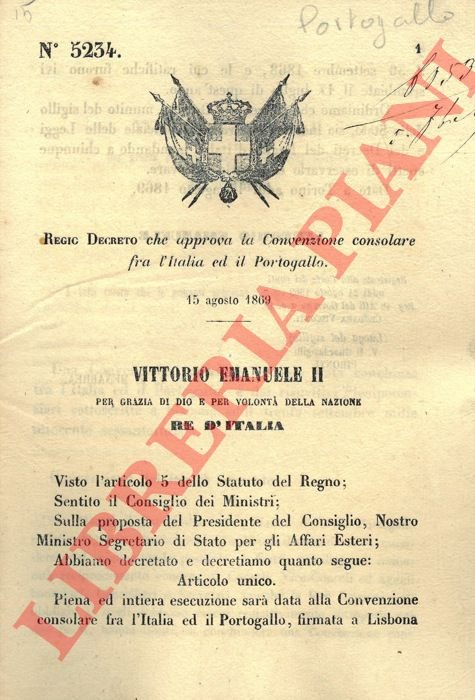 15
Portogallo
N° 5234.
1
REGIO DECRETO che approva la Convenzione consolare
fra l'Italia ed il Portogallo.
15 agosto 1869
VITTORIO EMANUELE II
PER GRAZIA DI DIO E PER VOLONTÀ DELLA NAZIONE
RE D'ITALIA
Visto l'articolo 5 dello Statuto del Regno;
Sentito il Consiglio dei Ministri;
Sulla proposta del Presidente del Consiglio, Nostro
Ministro Segretario di Stato per gli Affari Esteri;
Abbiamo decretato e decretiamo quanto segue:
Articolo unico.
Piena ed intiera esecuzione sarà data alla Convenzione
consolare fra l'Italia ed il Portogallo, firmata a Lisbona
LIBRERIA PIANI